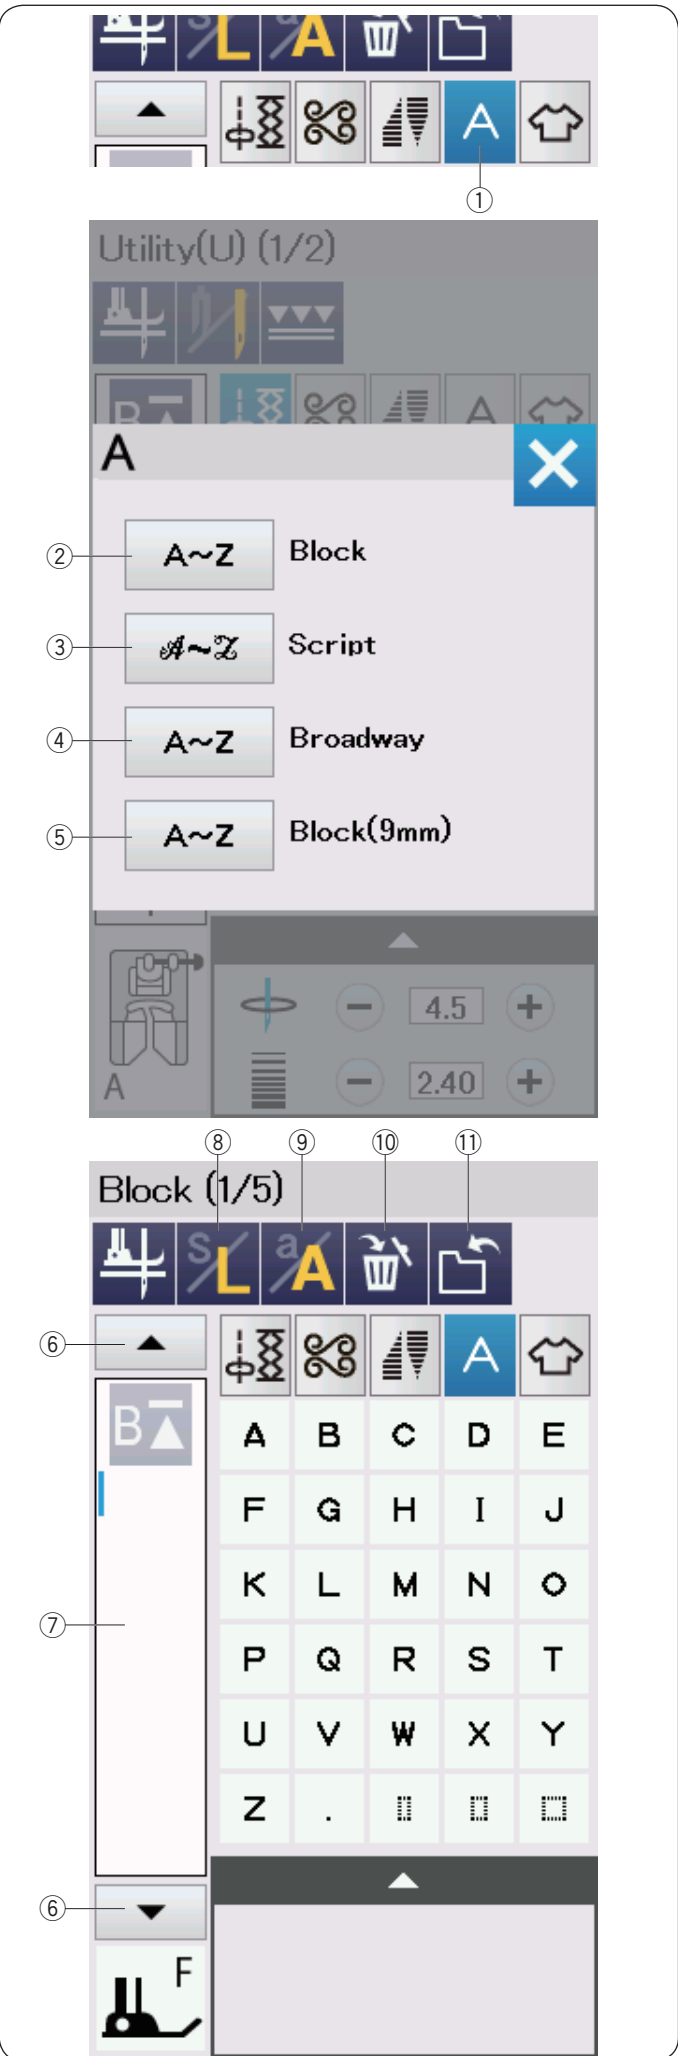 S/L a/A
A
①
Utility(U) (1/2)
B
A
A
② A~Z Block
③ A~Z Script
④ A~Z Broadway
⑤ A~Z Block(9mm)
4.5
A 2.40
⑧ ⑨ ⑩ ⑪
Block (1/5)
S/L a/A
⑥ A
B A B C D E
F G H I J
K L M N O
⑦ P Q R S T
U V W X Y
Z .
⑥
F